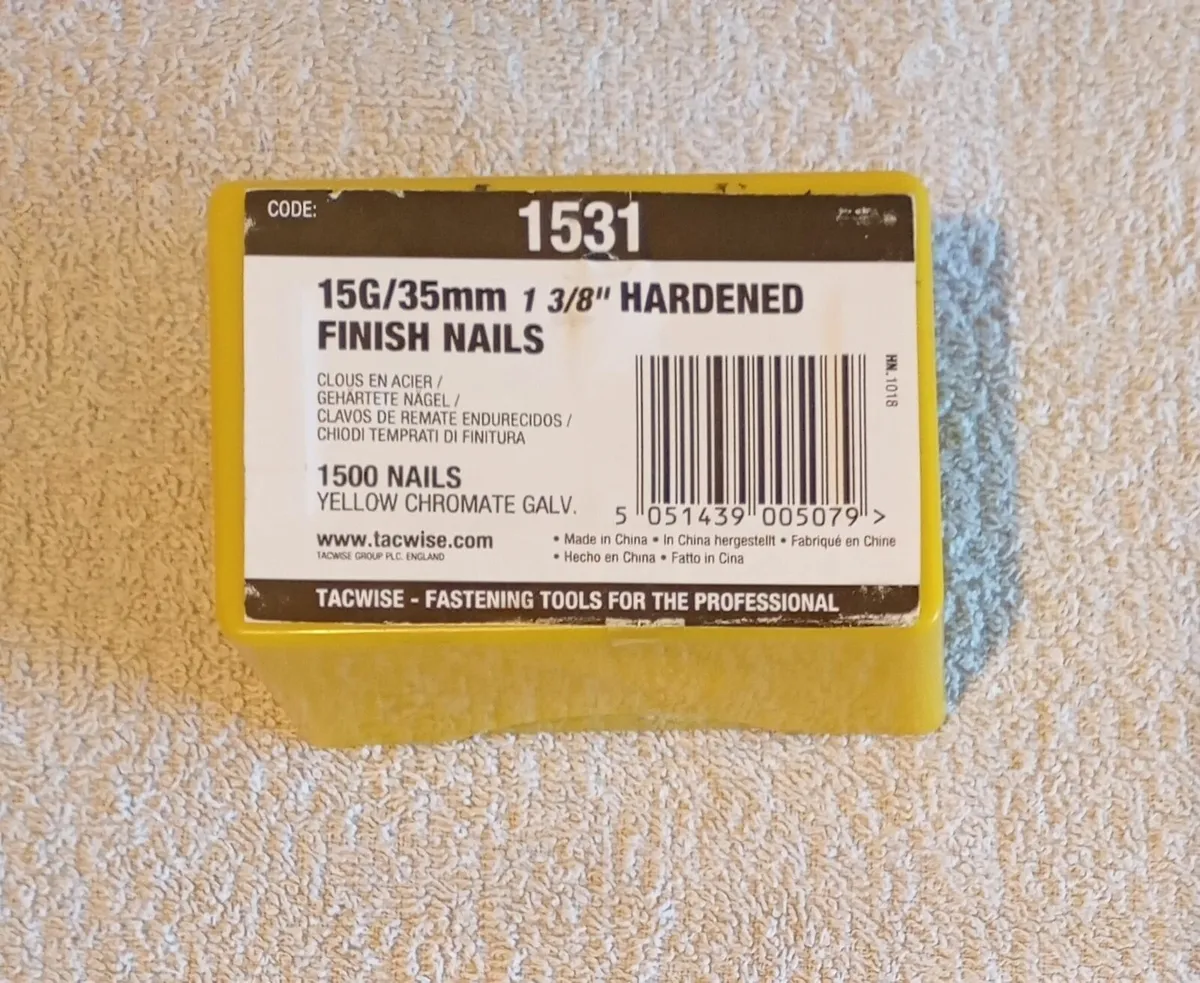 CODE:
1531
15G/35mm 1 3/8" HARDENED
FINISH NAILS
CLOUS EN ACIER /
GEHÄRTETE NÄGEL /
CLAVOS DE REMATE ENDURECIDOS /
CHIODI TEMPRATI DI FINITURA
1500 NAILS
YELLOW CHROMATE GALV.
www.tacwise.com
TACWISE GROUP PLC. ENGLAND
HN. 1018
5 051439 005079 >
• Made in China • In China hergestellt • Fabriqué en Chine
• Hecho en China • Fatto in Cina
TACWISE - FASTENING TOOLS FOR THE PROFESSIONAL